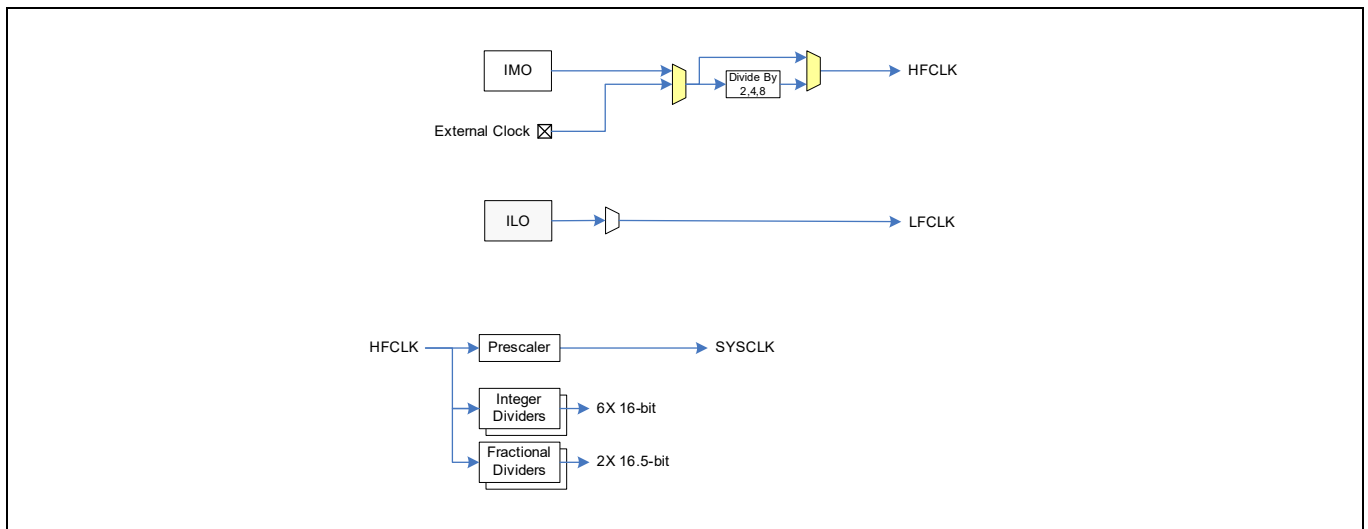 IMO
Divide By
2,4,8
HFCLK
External Clock
ILO
LFCLK
HFCLK
Prescaler
SYSCLK
Integer
Dividers
6X 16-bit
Fractional
Dividers
2X 16.5-bit